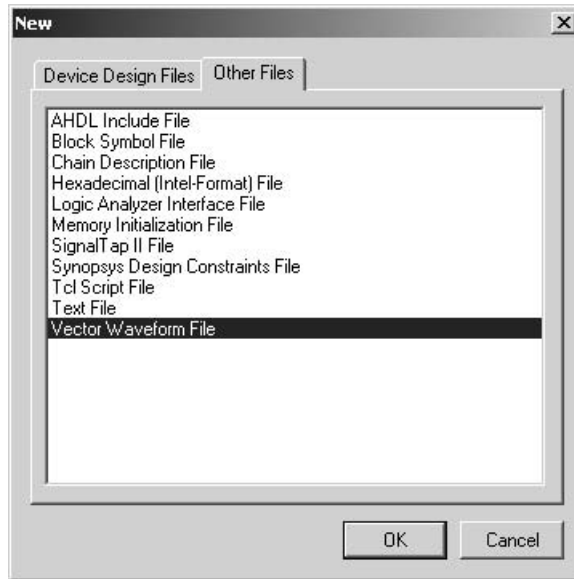 New
Device Design Files
Other Files
AHDL Include File
Block Symbol File
Chain Description File
Hexadecimal (Intel-Format) File
Logic Analyzer Interface File
Memory Initialization File
SignalTap II File
Synopsys Design Constraints File
Tcl Script File
Text File
Vector Waveform File
OK
Cancel